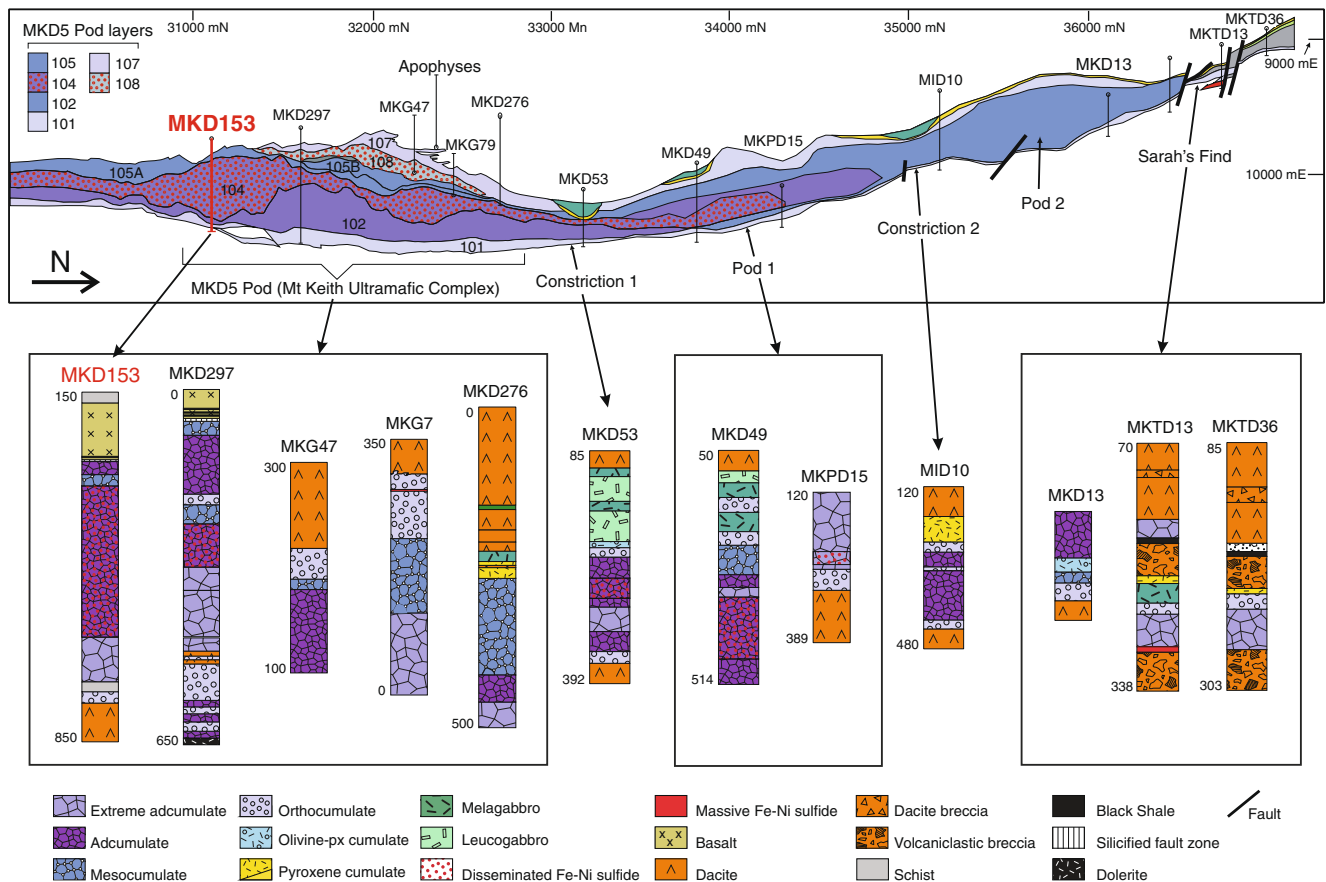 31000 mN
32000 mN
33000 Mn
34000 mN
35000 mN
36000 mN
MKTD36
MKD5 Pod layers
105
107
104
108
102
101
MKTD13
9000 mE
Apophyses
MKD13
MID10
MKD153
MKD297
MKG47
MKD276
107
MKG79
MKPD15
MKD49
Sarah's Find
108
105B
105A
104
MKD53
10000 mE
102
Pod 2
101
Constriction 2
N
Constriction 1
Pod 1
MKD5 Pod (Mt Keith Ultramafic Complex)
MKD153
MKD297
MKG47
MKG7
MKD276
MKD53
MKD49
MKPD15
MID10
MKD13
MKTD13
MKTD36
150
0
300
350
0
85
50
120
120
70
85
850
650
100
0
500
392
514
389
480
338
303
Extreme adcumulate
Orthocumulate
Melagabbro
Massive Fe-Ni sulfide
Dacite breccia
Black Shale
Fault
Adcumulate
Olivine-px cumulate
Leucogabbro
Basalt
Volcaniclastic breccia
Silicified fault zone
Mesocumulate
Pyroxene cumulate
Disseminated Fe-Ni sulfide
Dacite
Schist
Dolerite